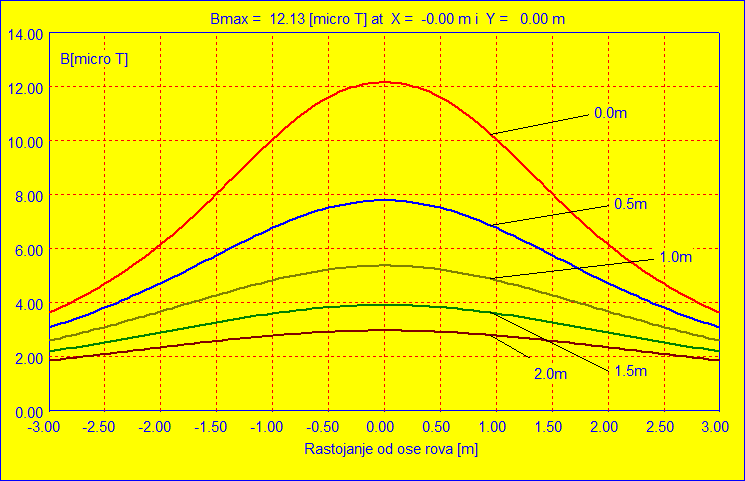 Bmax = 12.13 [micro T] at X = -0.00 m i Y = 0.00 m
14.00
B[micro T]
12.00
0.0m
10.00
8.00
0.5m
6.00
1.0m
4.00
2.00
2.0m
1.5m
0.00
-3.00 -2.50 -2.00 -1.50 -1.00 -0.50 0.00 0.50 1.00 1.50 2.00 2.50 3.00
Rastojanje od ose rova [m]